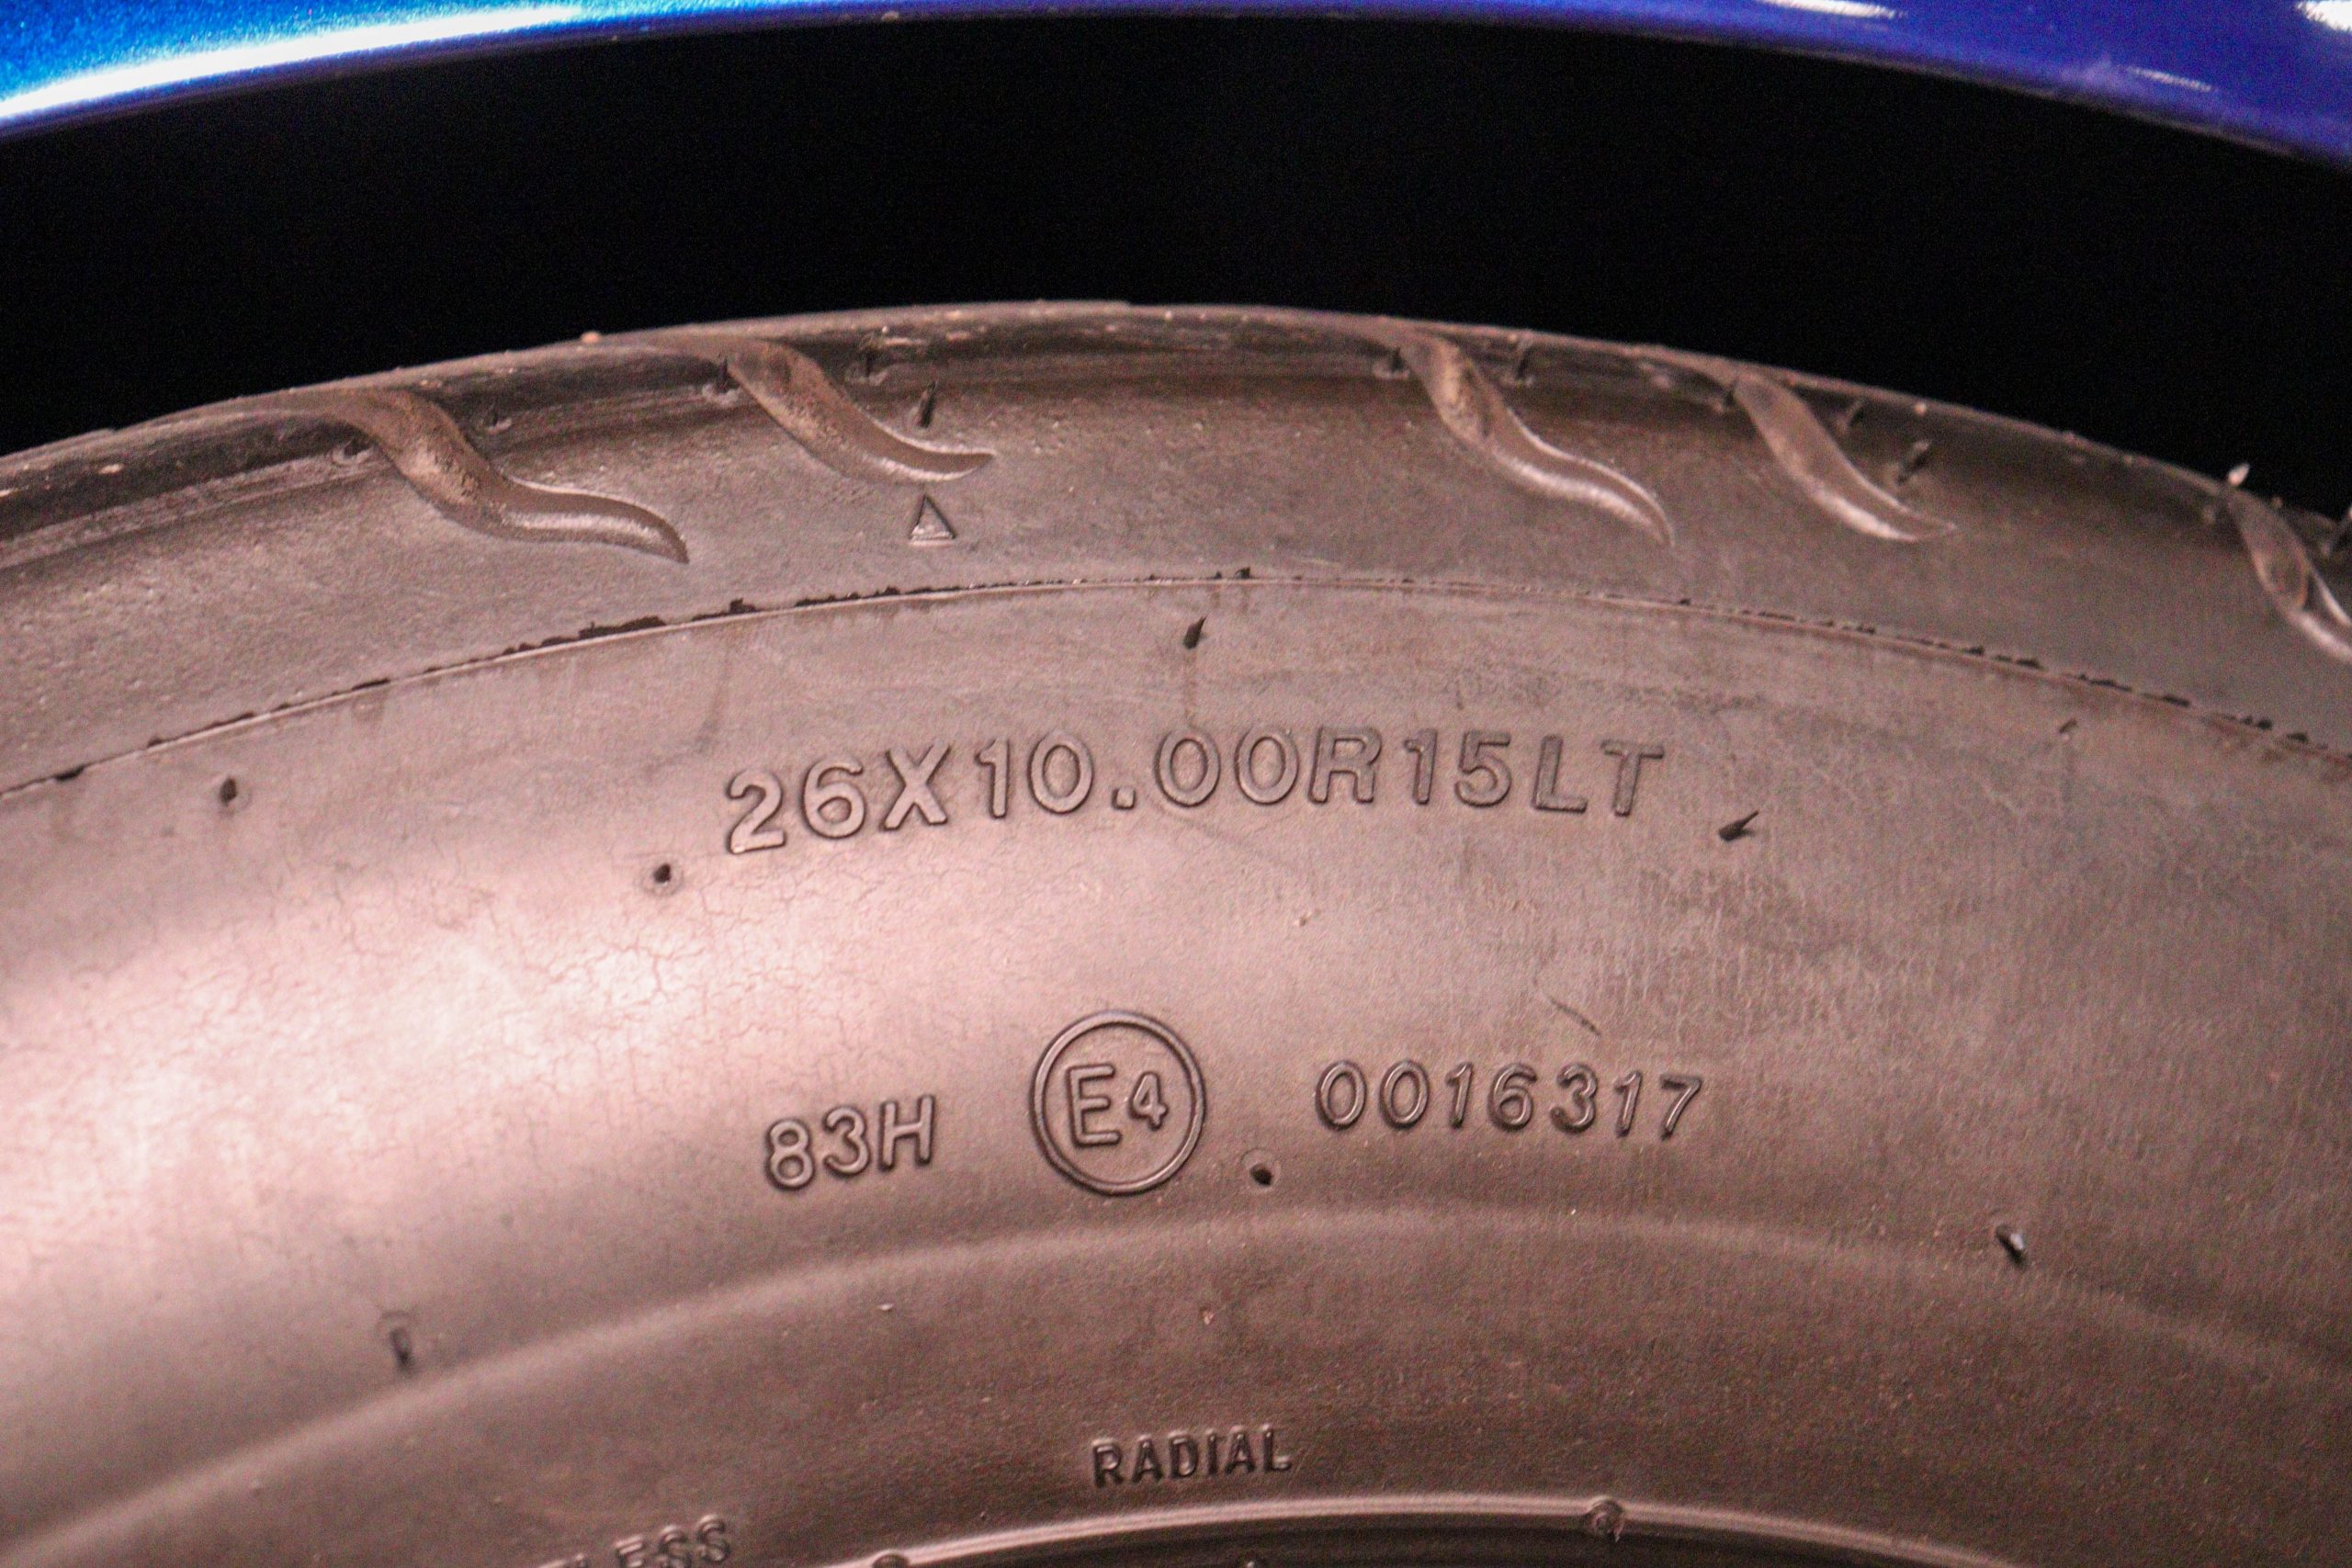 26X10.00R15LT
83H E4 0016317
RADIAL